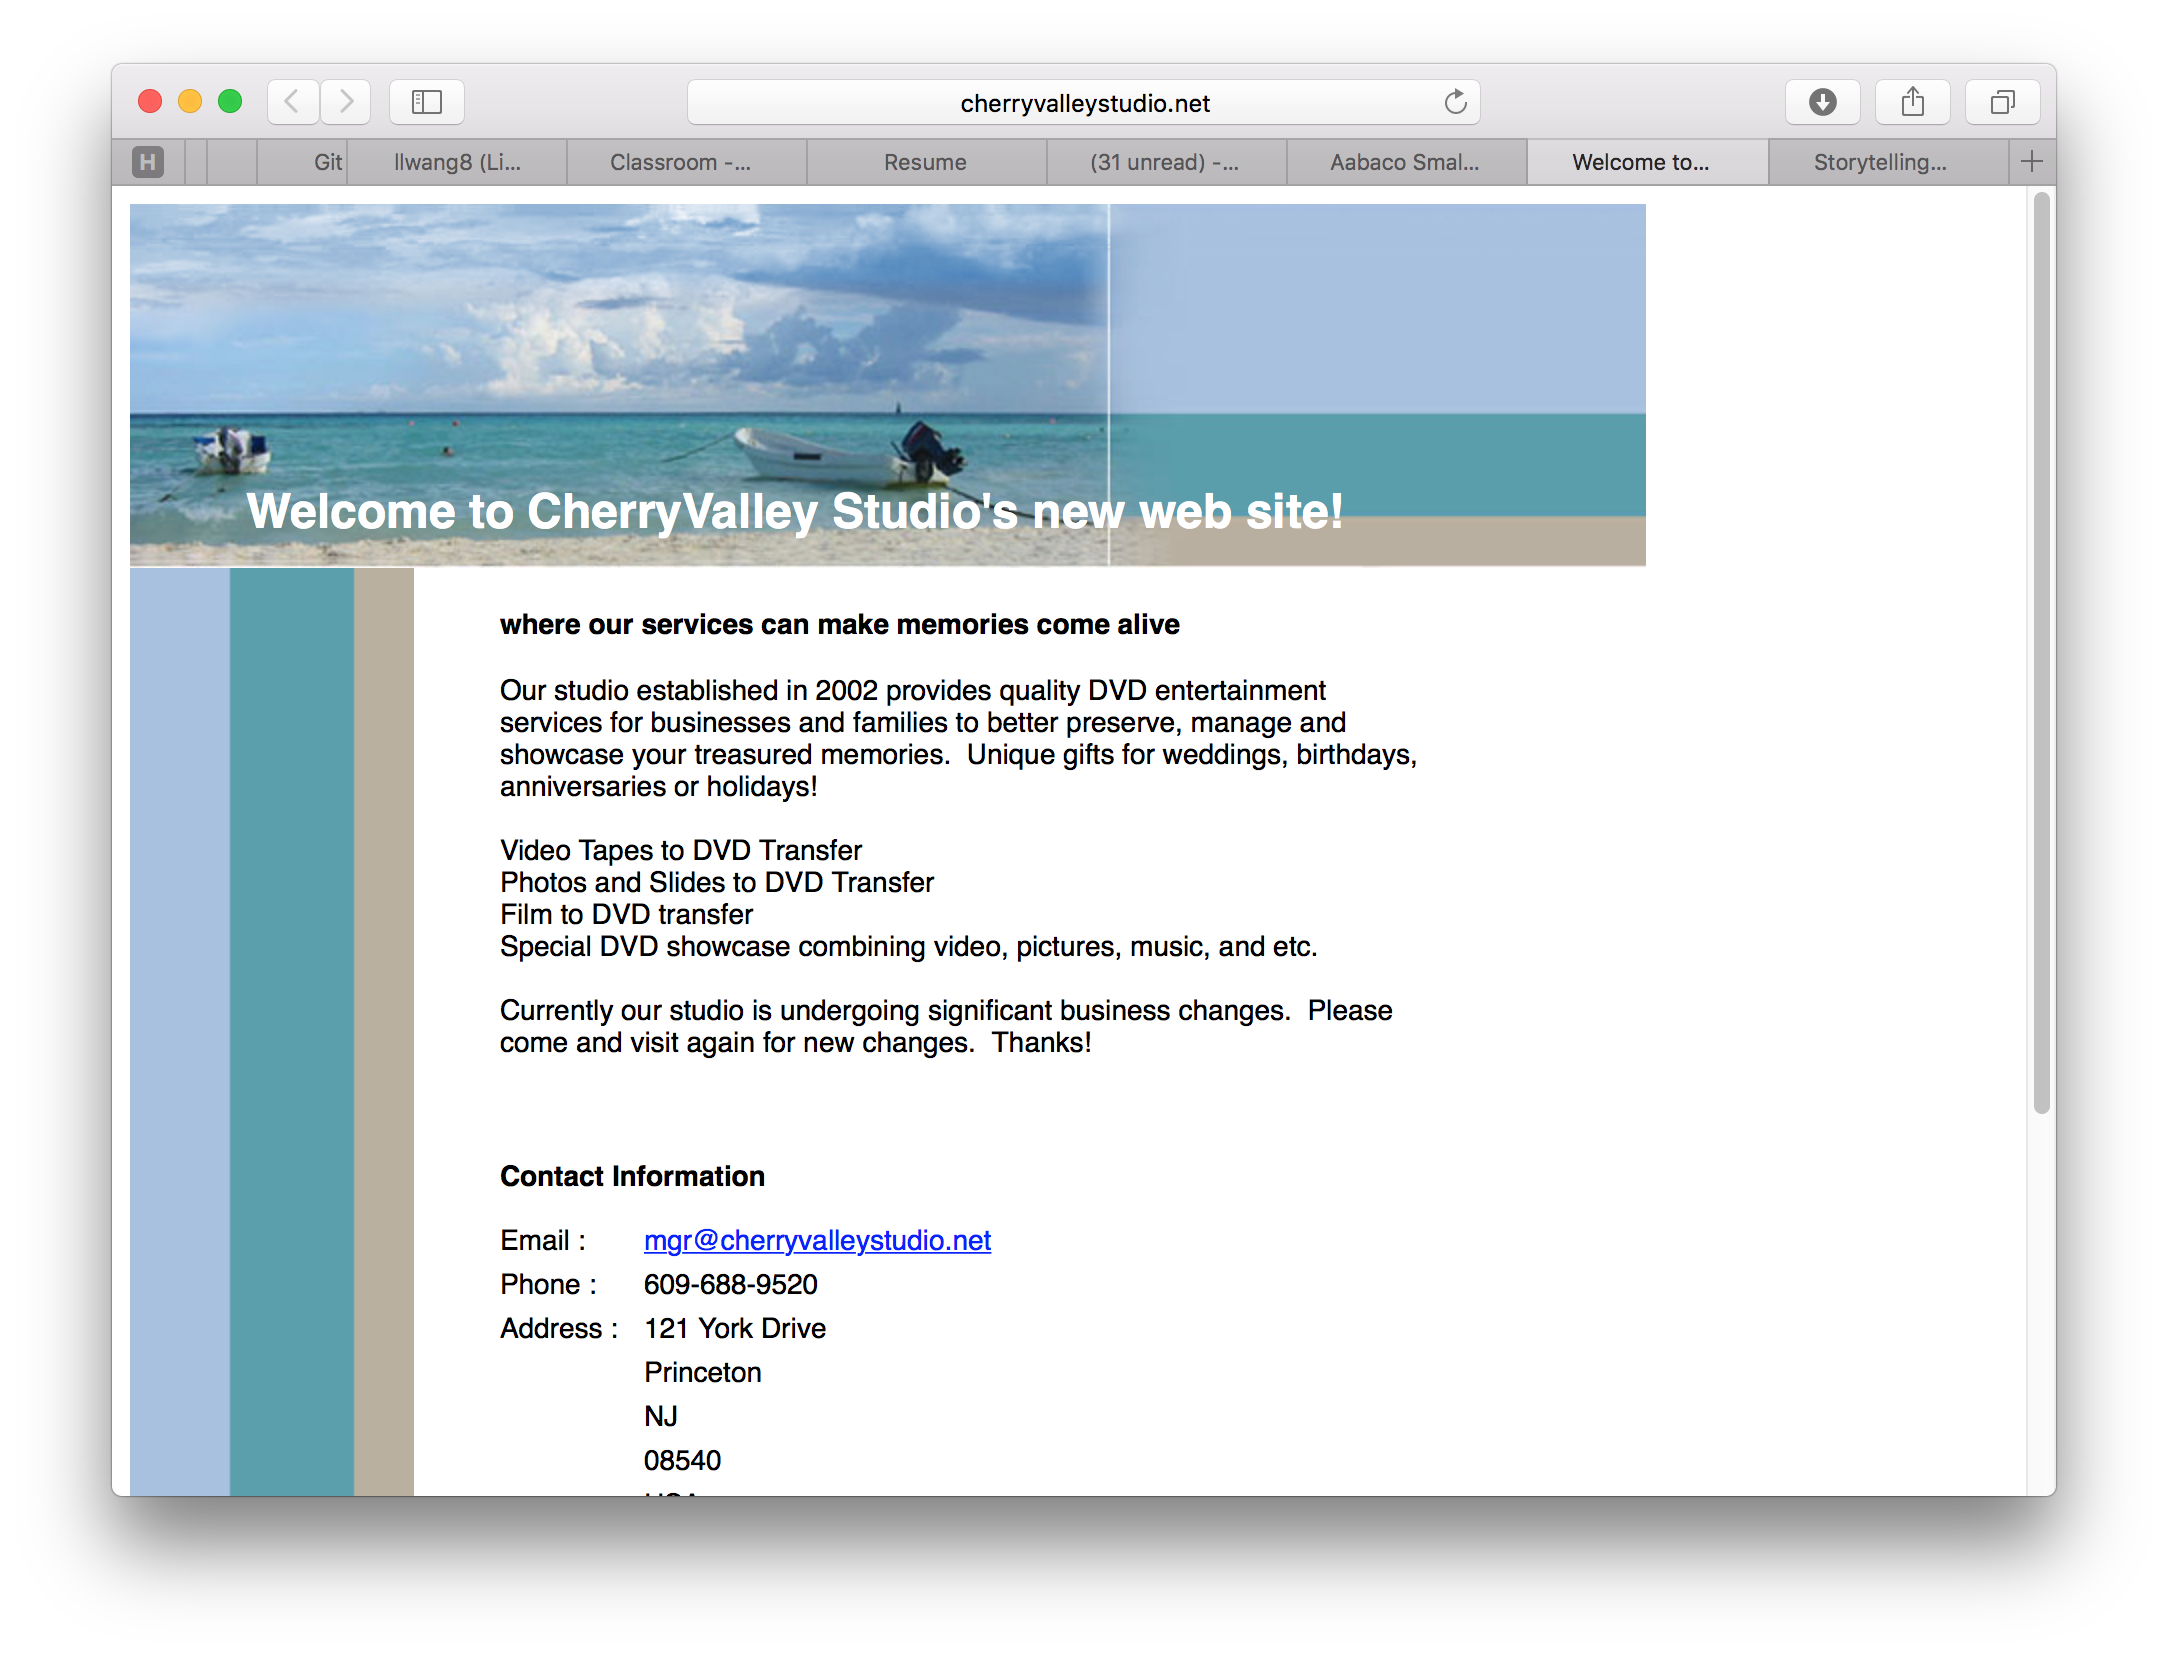 cherryvalleystudio.net
H
Git
llwang8 (Li...
Classroom -...
Resume
(31 unread) -...
Aabaco Smal...
Welcome to...
Storytelling...
Welcome to CherryValley Studio's new web site!
where our services can make memories come alive
Our studio established in 2002 provides quality DVD entertainment
services for businesses and families to better preserve, manage and
showcase your treasured memories.  Unique gifts for weddings, birthdays,
anniversaries or holidays!
Video Tapes to DVD Transfer
Photos and Slides to DVD Transfer
Film to DVD transfer
Special DVD showcase combining video, pictures, music, and etc.
Currently our studio is undergoing significant business changes.  Please
come and visit again for new changes.  Thanks!
Contact Information
Email : mgr@cherryvalleystudio.net
Phone : 609-688-9520
Address : 121 York Drive
Princeton
NJ
08540